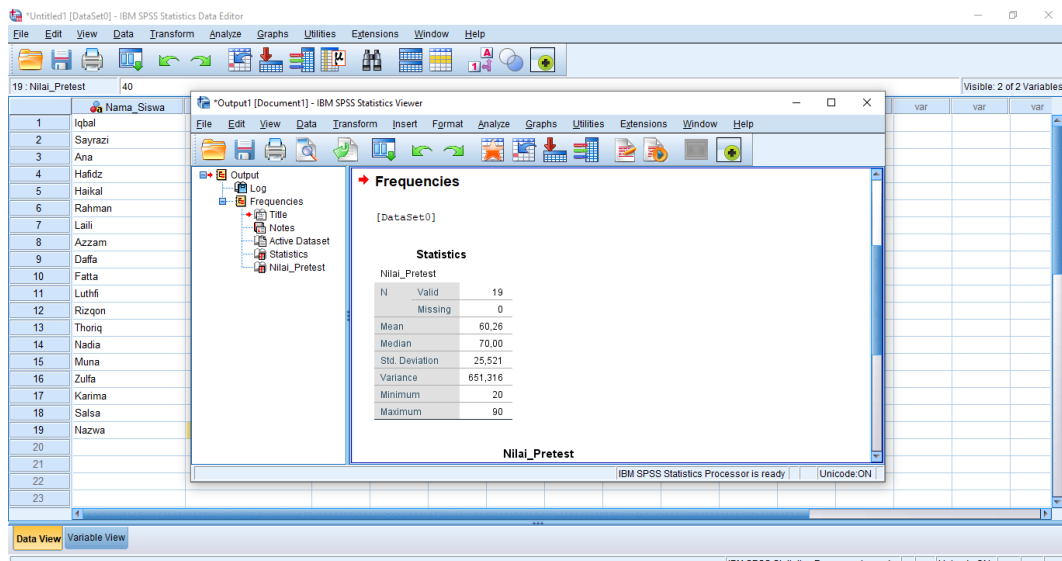 *Untitled1 [DataSet0] - IBM SPSS Statistics Data Editor
File Edit View Data Transform Analyze Graphs Utilities Extensions Window Help
19 : Nilai_Pretest 40 Visible: 2 of 2 Variables
Nama_Siswa var var var
1 Iqbal
2 Sayrazi
3 Ana
4 Hafidz
5 Haikal
6 Rahman
7 Laili
8 Azzam
9 Daffa
10 Fatta
11 Luthfi
12 Rizqon
13 Thoriq
14 Nadia
15 Muna
16 Zulfa
17 Karima
18 Salsa
19 Nazwa
20
21
22
23
Data View Variable View
*Output1 [Document1] - IBM SPSS Statistics Viewer
File Edit View Data Transform Insert Format Analyze Graphs Utilities Extensions Window Help
Output
Log
Frequencies
Title
Notes
Active Dataset
Statistics
Nilai_Pretest
Frequencies
[DataSet0]
Statistics
Nilai_Pretest
N Valid 19
Missing 0
Mean 60,26
Median 70,00
Std. Deviation 25,521
Variance 651,316
Minimum 20
Maximum 90
Nilai_Pretest
IBM SPSS Statistics Processor is ready Unicode:ON